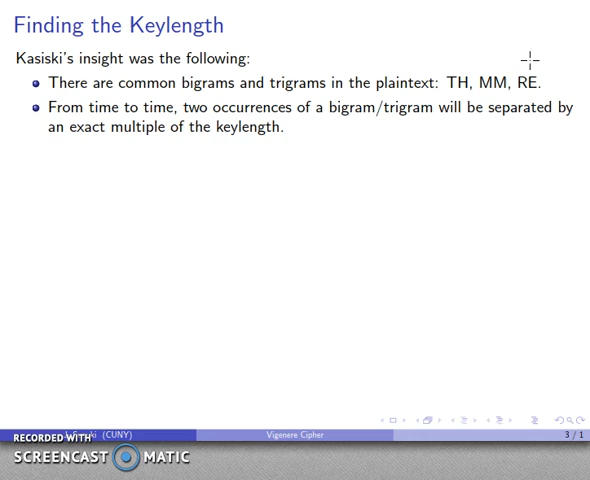 Finding the Keylength
Kasiski's insight was the following:
There are common bigrams and trigrams in the plaintext: TH, MM, RE.
From time to time, two occurrences of a bigram/trigram will be separated by
an exact multiple of the keylength.
(CUNY)
Vigenere Cipher
3 / 1
RECORDED WITH
SCREENCAST MATIC